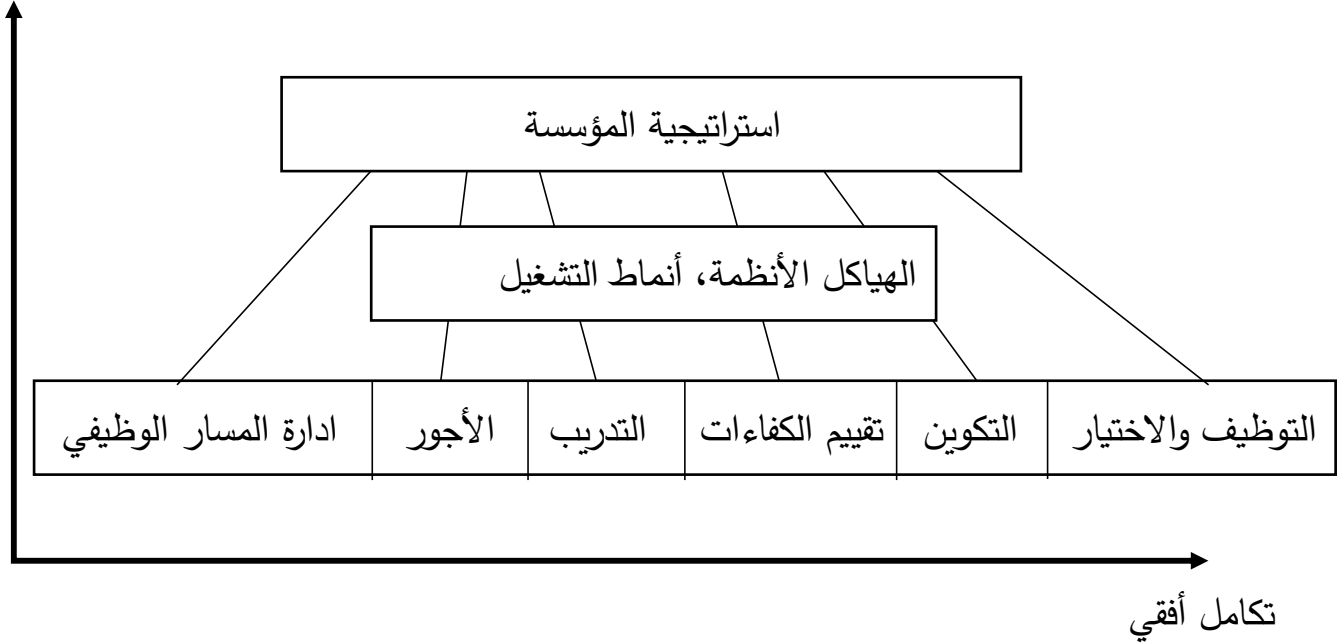 استراتيجية المؤسسة
الهياكل الأنظمة، أنماط التشغيل
التوظيف والاختيار
التكوين
تقييم الكفاءات
التدريب
الأجور
ادارة المسار الوظيفي
تكامل أفقي